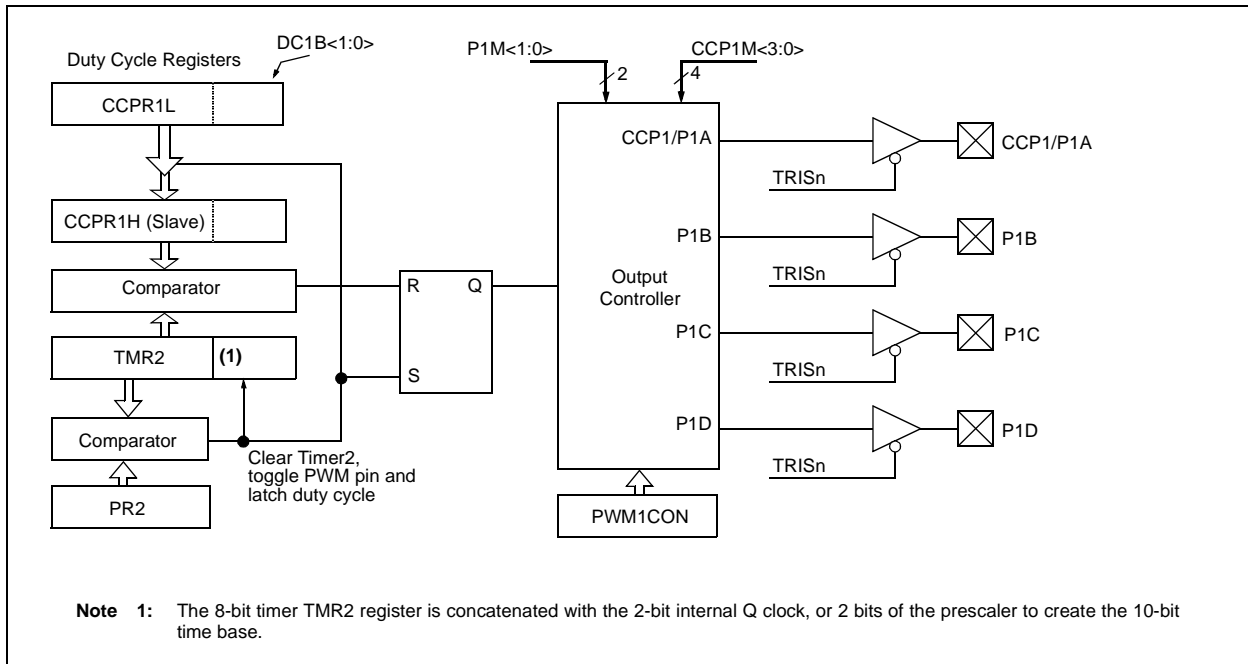 DC1B<1:0>
Duty Cycle Registers
CCPR1L
CCPR1H (Slave)
Comparator
TMR2
(1)
Comparator
PR2
Clear Timer2,
toggle PWM pin and
latch duty cycle
R
Q
S
P1M<1:0>
2
CCP1M<3:0>
4
CCP1/P1A
P1B
Output
Controller
P1C
P1D
PWM1CON
TRISn
CCP1/P1A
TRISn
P1B
TRISn
P1C
TRISn
P1D
Note 1: The 8-bit timer TMR2 register is concatenated with the 2-bit internal Q clock, or 2 bits of the prescaler to create the 10-bit
time base.